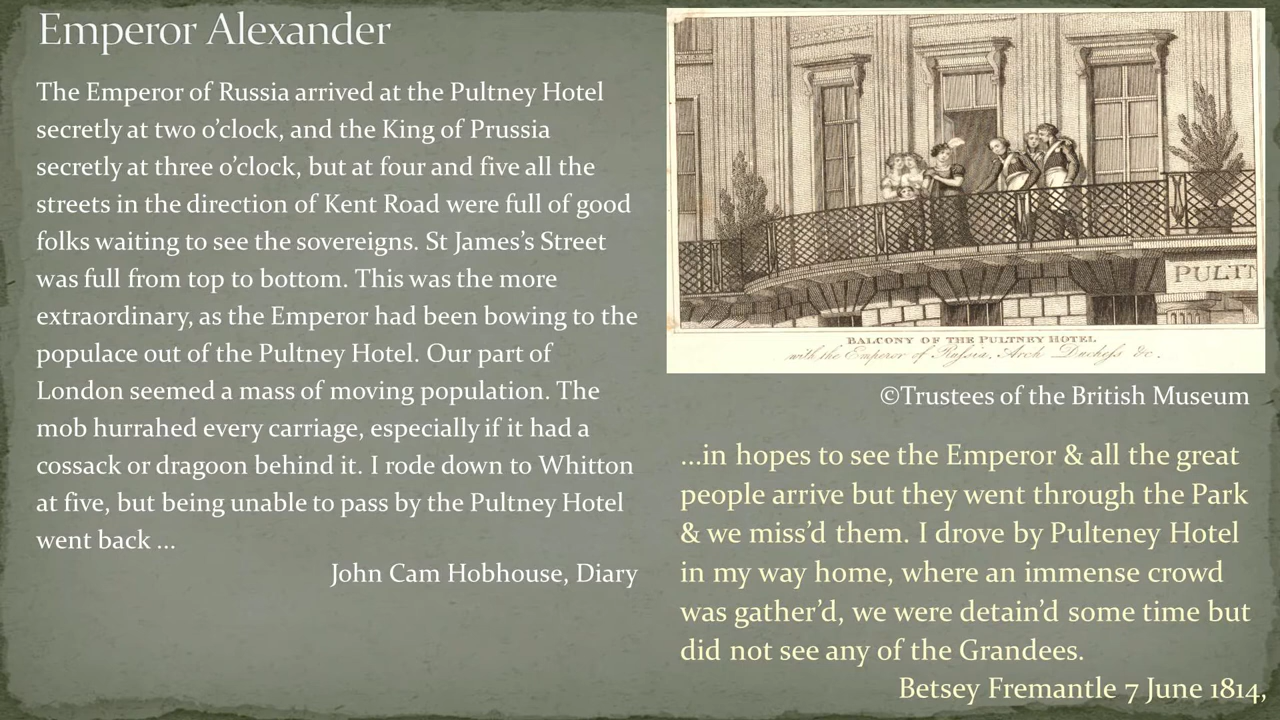 Emperor Alexander
The Emperor of Russia arrived at the Pultney Hotel
secretly at two o’clock, and the King of Prussia
secretly at three o’clock, but at four and five all the
streets in the direction of Kent Road were full of good
folks waiting to see the sovereigns. St James’s Street
was full from top to bottom. This was the more
extraordinary, as the Emperor had been bowing to the
populace out of the Pultney Hotel. Our part of
London seemed a mass of moving population. The
mob hurrahed every carriage, especially if it had a
cossack or dragoon behind it. I rode down to Whitton
at five, but being unable to pass by the Pultney Hotel
went back ...
John Cam Hobhouse, Diary
PULTN
BALCONY OF THE PULTNEY HOTEL
with the Emperor of Russia, Arch Duchess &c.
©Trustees of the British Museum
...in hopes to see the Emperor & all the great
people arrive but they went through the Park
& we miss’d them. I drove by Pulteney Hotel
in my way home, where an immense crowd
was gather’d, we were detain’d some time but
did not see any of the Grandees.
Betsey Fremantle 7 June 1814,